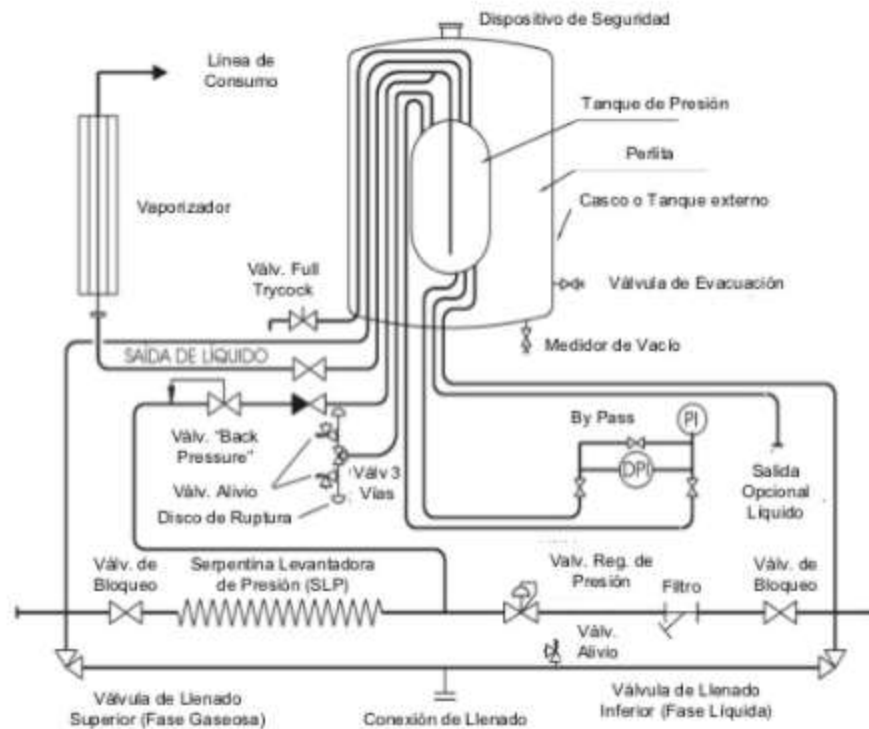 Dispositivo de Seguridad
Línea de
Consumo
Tanque de Presión
Perlita
Casco o Tanque externo
Vaporizador
Válv. Full
Trycock
Válvula de Evacuación
SAÍDA DE LÍQUIDO
Medidor de Vacío
By Pass
PI
DPI
Válv. "Back
Pressure"
Válv 3
Vías
Válv. Alivio
Disco de Ruptura
Salida
Opcional
Líquido
Válv. de
Bloqueo
Serpentina Levantadora
de Presión (SLP)
Valv. Reg. de
Presión
Filtro
Válv. de
Bloqueo
Válv.
Alivio
Válvula de Llenado
Superior (Fase Gaseosa)
Conexión de Llenado
Válvula de Llenado
Inferior (Fase Líquida)